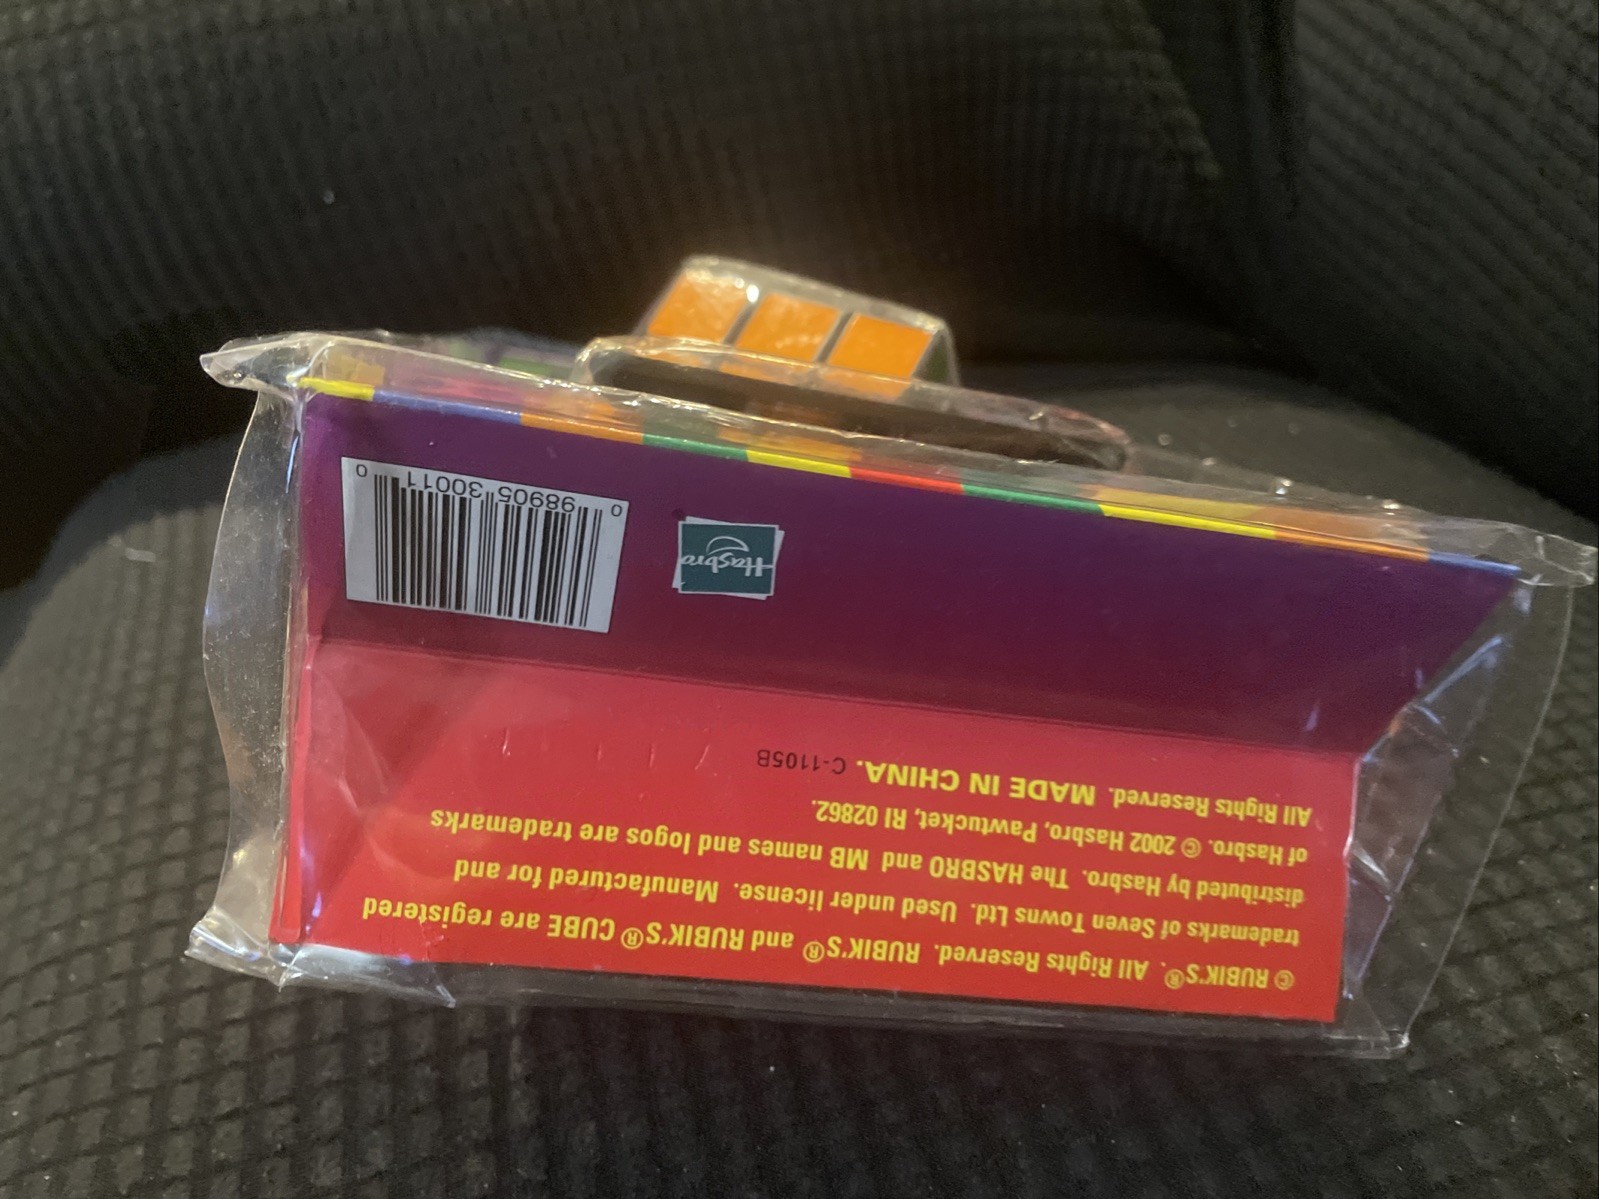 © RUBIK'S®. All Rights Reserved. RUBIK'S® and RUBIK'S® CUBE are registered
trademarks of Seven Towns Ltd. Used under license. Manufactured for and
distributed by Hasbro. The HASBRO and MB names and logos are trademarks
of Hasbro. © 2002 Hasbro, Pawtucket, RI 02862.
All Rights Reserved. MADE IN CHINA. C-1105B
Hasbro
0 98905 30011 0